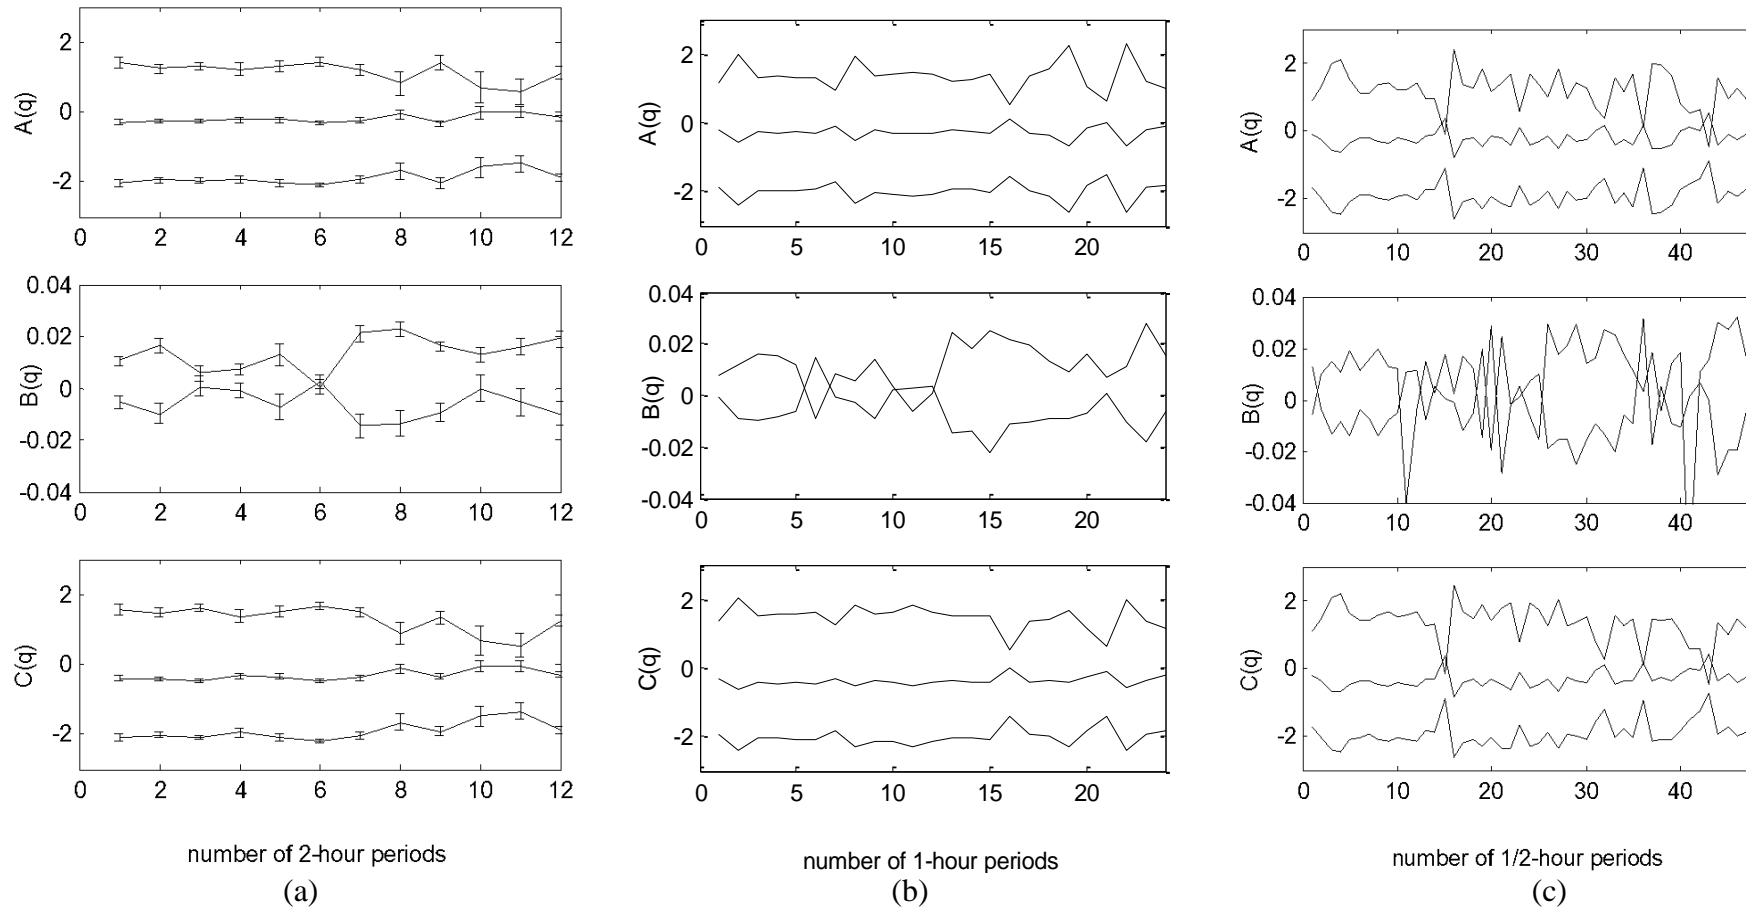 2
0
-2
A(q)
0 2 4 6 8 10 12
0.04
0.02
0
-0.02
-0.04
B(q)
0 2 4 6 8 10 12
2
0
-2
C(q)
0 2 4 6 8 10 12
number of 2-hour periods
(a)
2
0
-2
A(q)
0 5 10 15 20
0.04
0.02
0
-0.02
-0.04
B(q)
0 5 10 15 20
2
0
-2
C(q)
0 5 10 15 20
number of 1-hour periods
(b)
2
0
-2
A(q)
0 10 20 30 40
0.04
0.02
0
-0.02
-0.04
B(q)
0 10 20 30 40
2
0
-2
C(q)
0 10 20 30 40
number of 1/2-hour periods
(c)